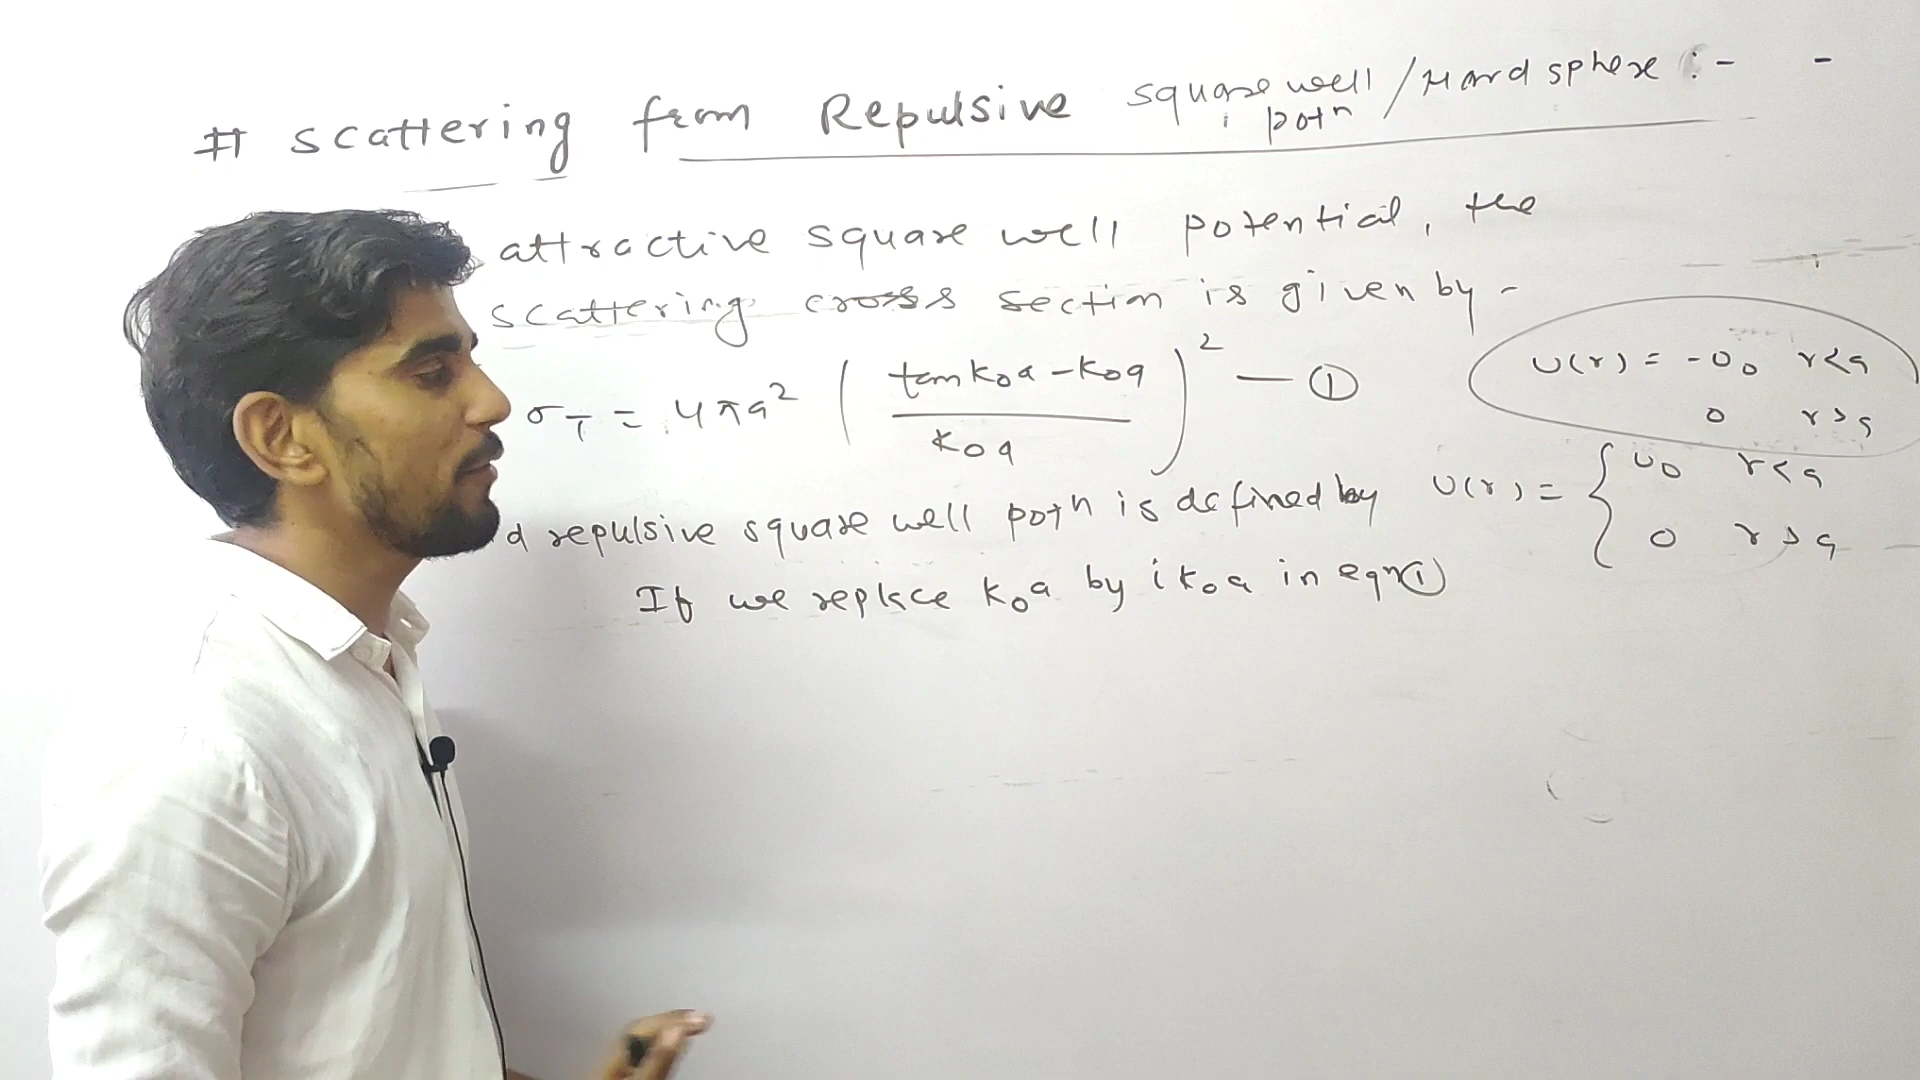 # Scattering from Repulsive square well potn / Hard sphere :- -
attractive square well potential, the
scattering cross section is given by -
σT = 4πa² ( (tan k0a - k0a) / k0a )² — ①
U(r) = -U0 r<a
0 r>a
d repulsive square well potn is defined by U(r) = { U0 r<a
0 r>a
If we replace k0a by i k0a in eqn ①